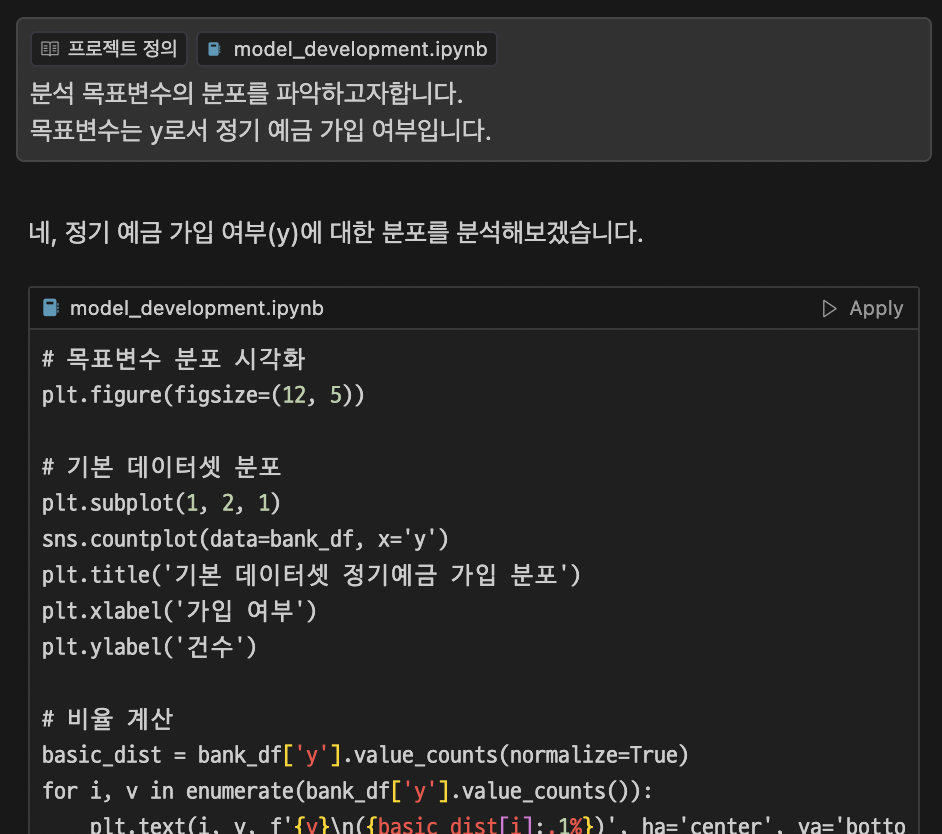 프로젝트 정의 model_development.ipynb
분석 목표변수의 분포를 파악하고자합니다.
목표변수는 y로서 정기 예금 가입 여부입니다.
네, 정기 예금 가입 여부(y)에 대한 분포를 분석해보겠습니다.
model_development.ipynb Apply
# 목표변수 분포 시각화
plt.figure(figsize=(12, 5))
# 기본 데이터셋 분포
plt.subplot(1, 2, 1)
sns.countplot(data=bank_df, x='y')
plt.title('기본 데이터셋 정기예금 가입 분포')
plt.xlabel('가입 여부')
plt.ylabel('건수')
# 비율 계산
basic_dist = bank_df['y'].value_counts(normalize=True)
for i, v in enumerate(bank_df['y'].value_counts()):
plt.text(i, v, f'{v}\n({basic_dist[i]:.1%})', ha='center', va='botto